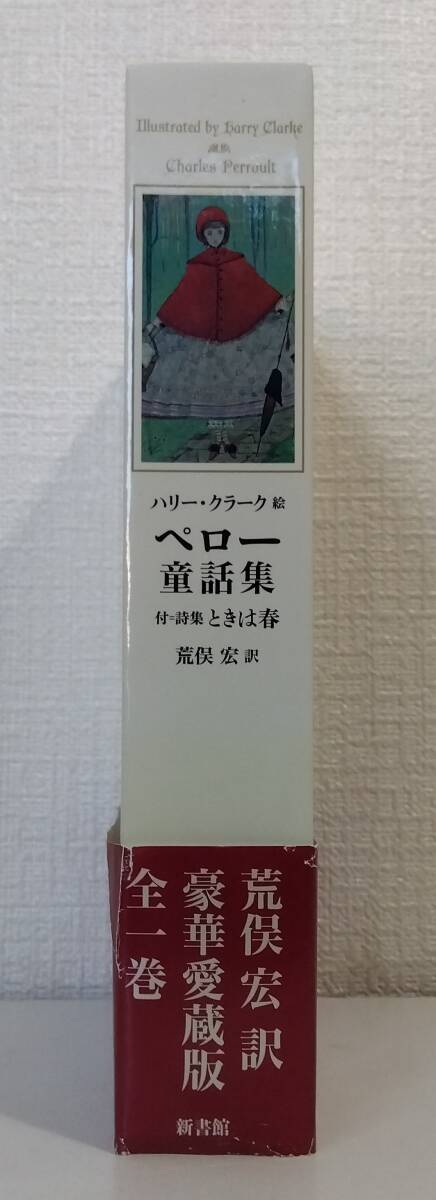 Illustrated by Harry Clarke
Charles Perroult
ハリー・クラーク 絵
ペロー
童話集
付=詩集 ときは春
荒俣 宏 訳
荒俣 宏 訳
豪華愛蔵版
全一巻
新書館